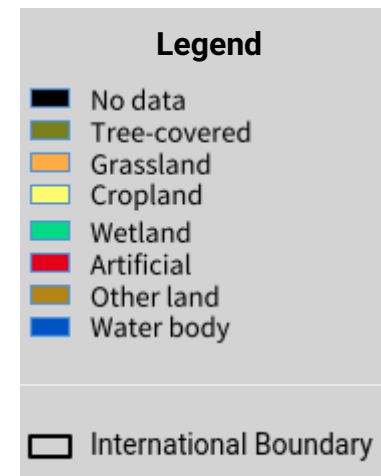 Legend
No data
Tree-covered
Grassland
Cropland
Wetland
Artificial
Other land
Water body
International Boundary